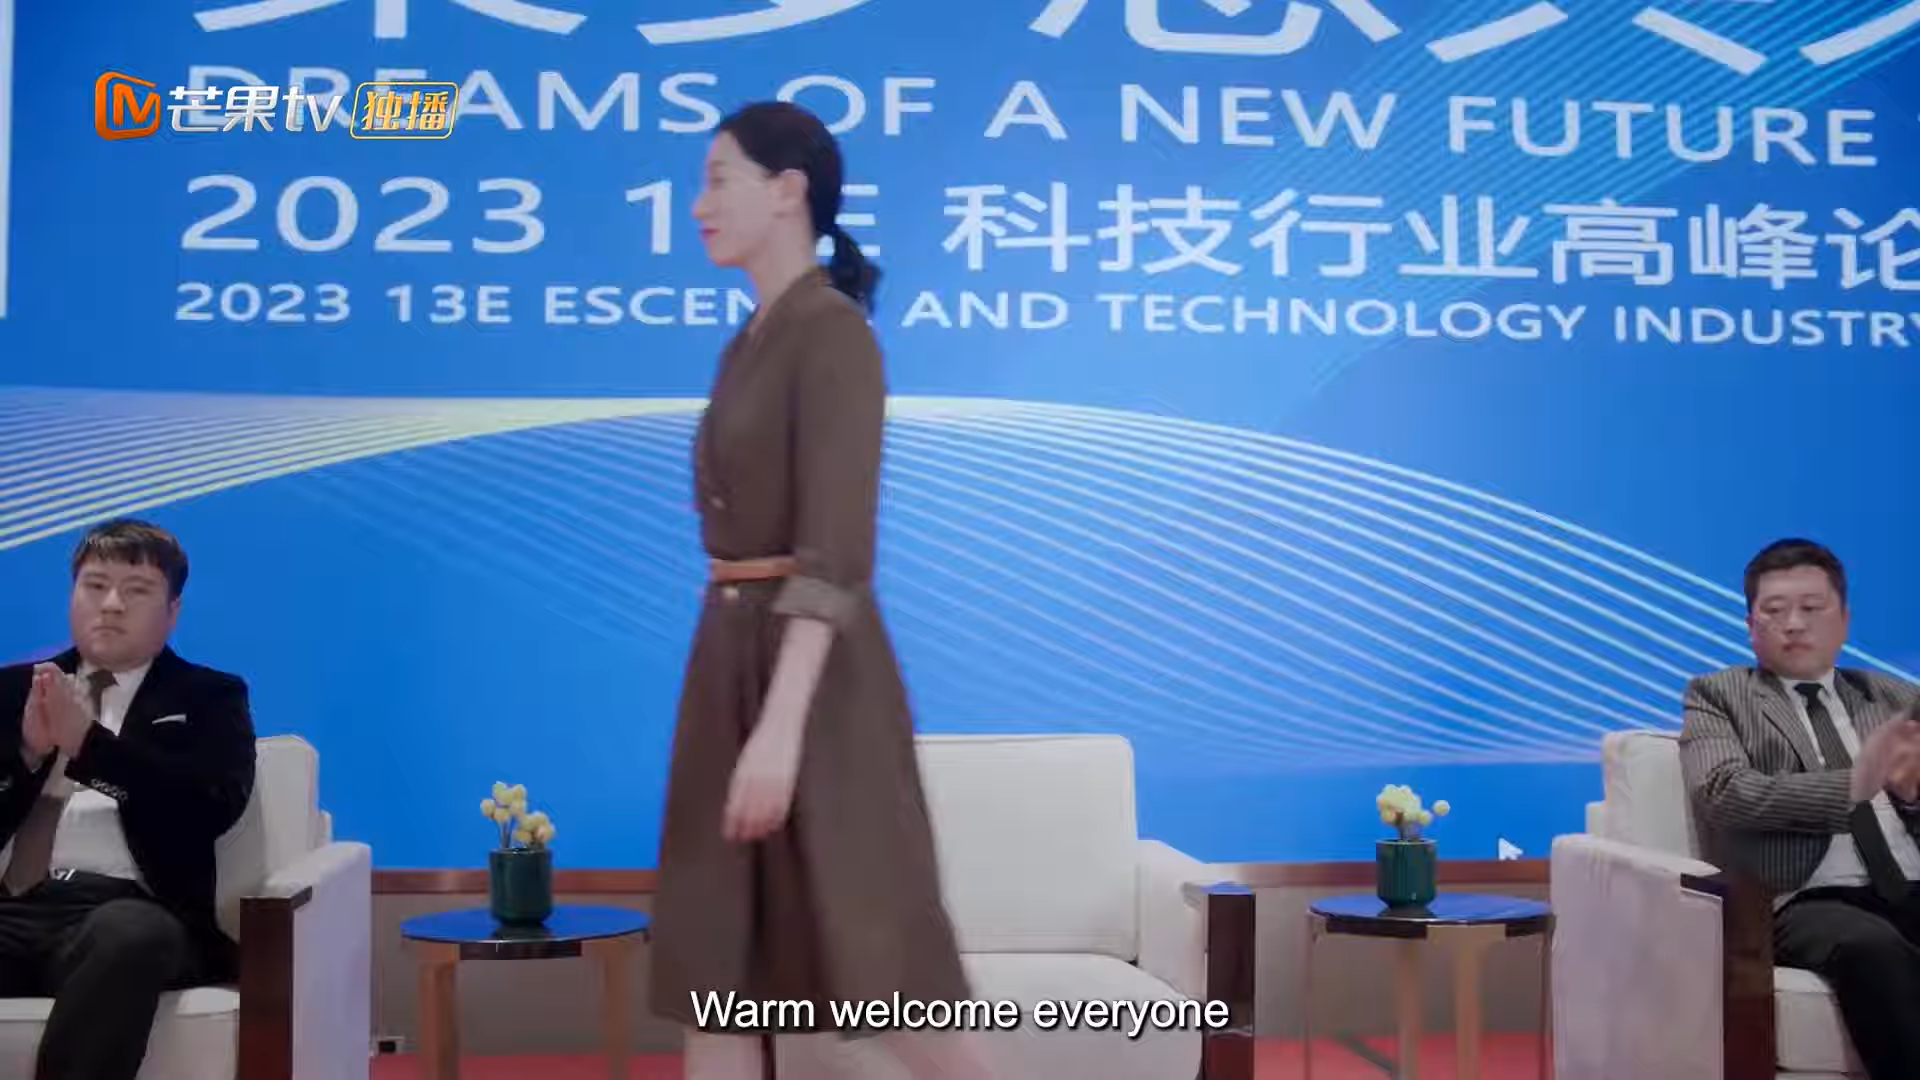 芒果tv 独播
DREAMS OF A NEW FUTURE
2023 1 E 科技行业高峰论
2023 13E ESCEN AND TECHNOLOGY INDUSTRY
Warm welcome everyone